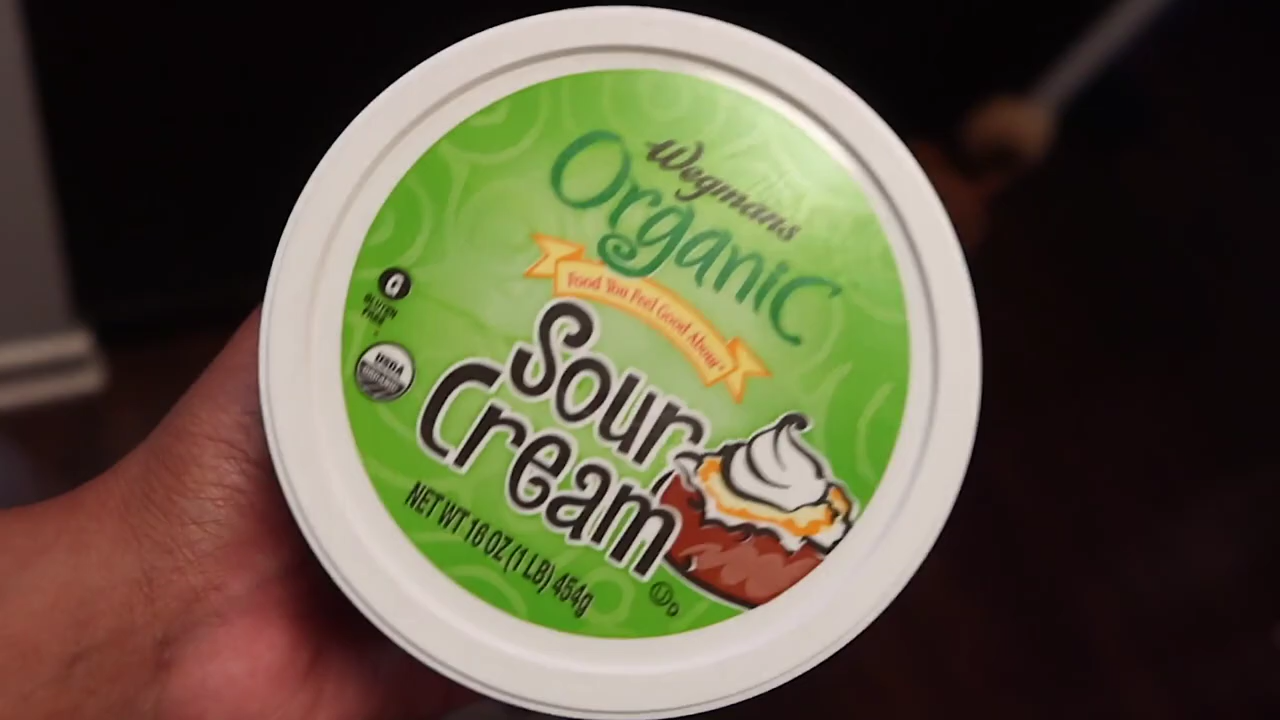 Wegmans
Organic
Food You Feel Good About®
G
GLUTEN
FREE
USDA
ORGANIC
Sour
Cream
NET WT 16 OZ (1 LB) 454g
U D